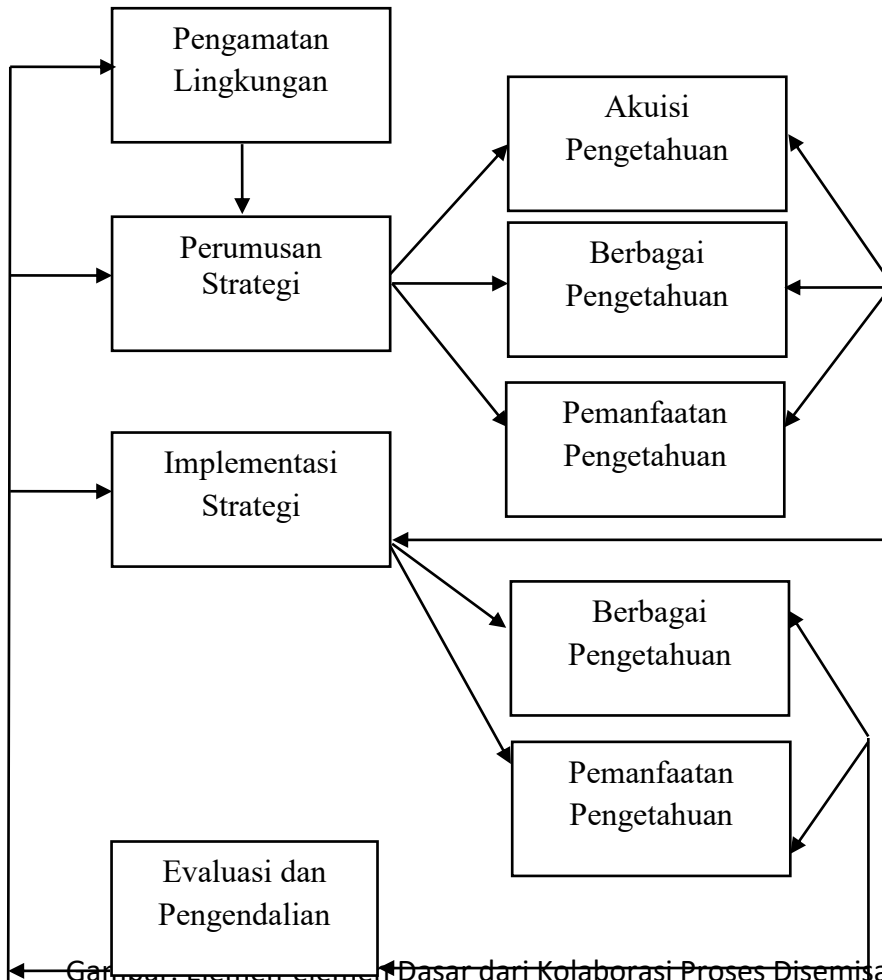 Pengamatan
Lingkungan
Akuisi
Pengetahuan
Perumusan
Strategi
Berbagai
Pengetahuan
Pemanfaatan
Pengetahuan
Implementasi
Strategi
Berbagai
Pengetahuan
Pemanfaatan
Pengetahuan
Evaluasi dan
Pengendalian
Dasar dari Kolaborasi Proses